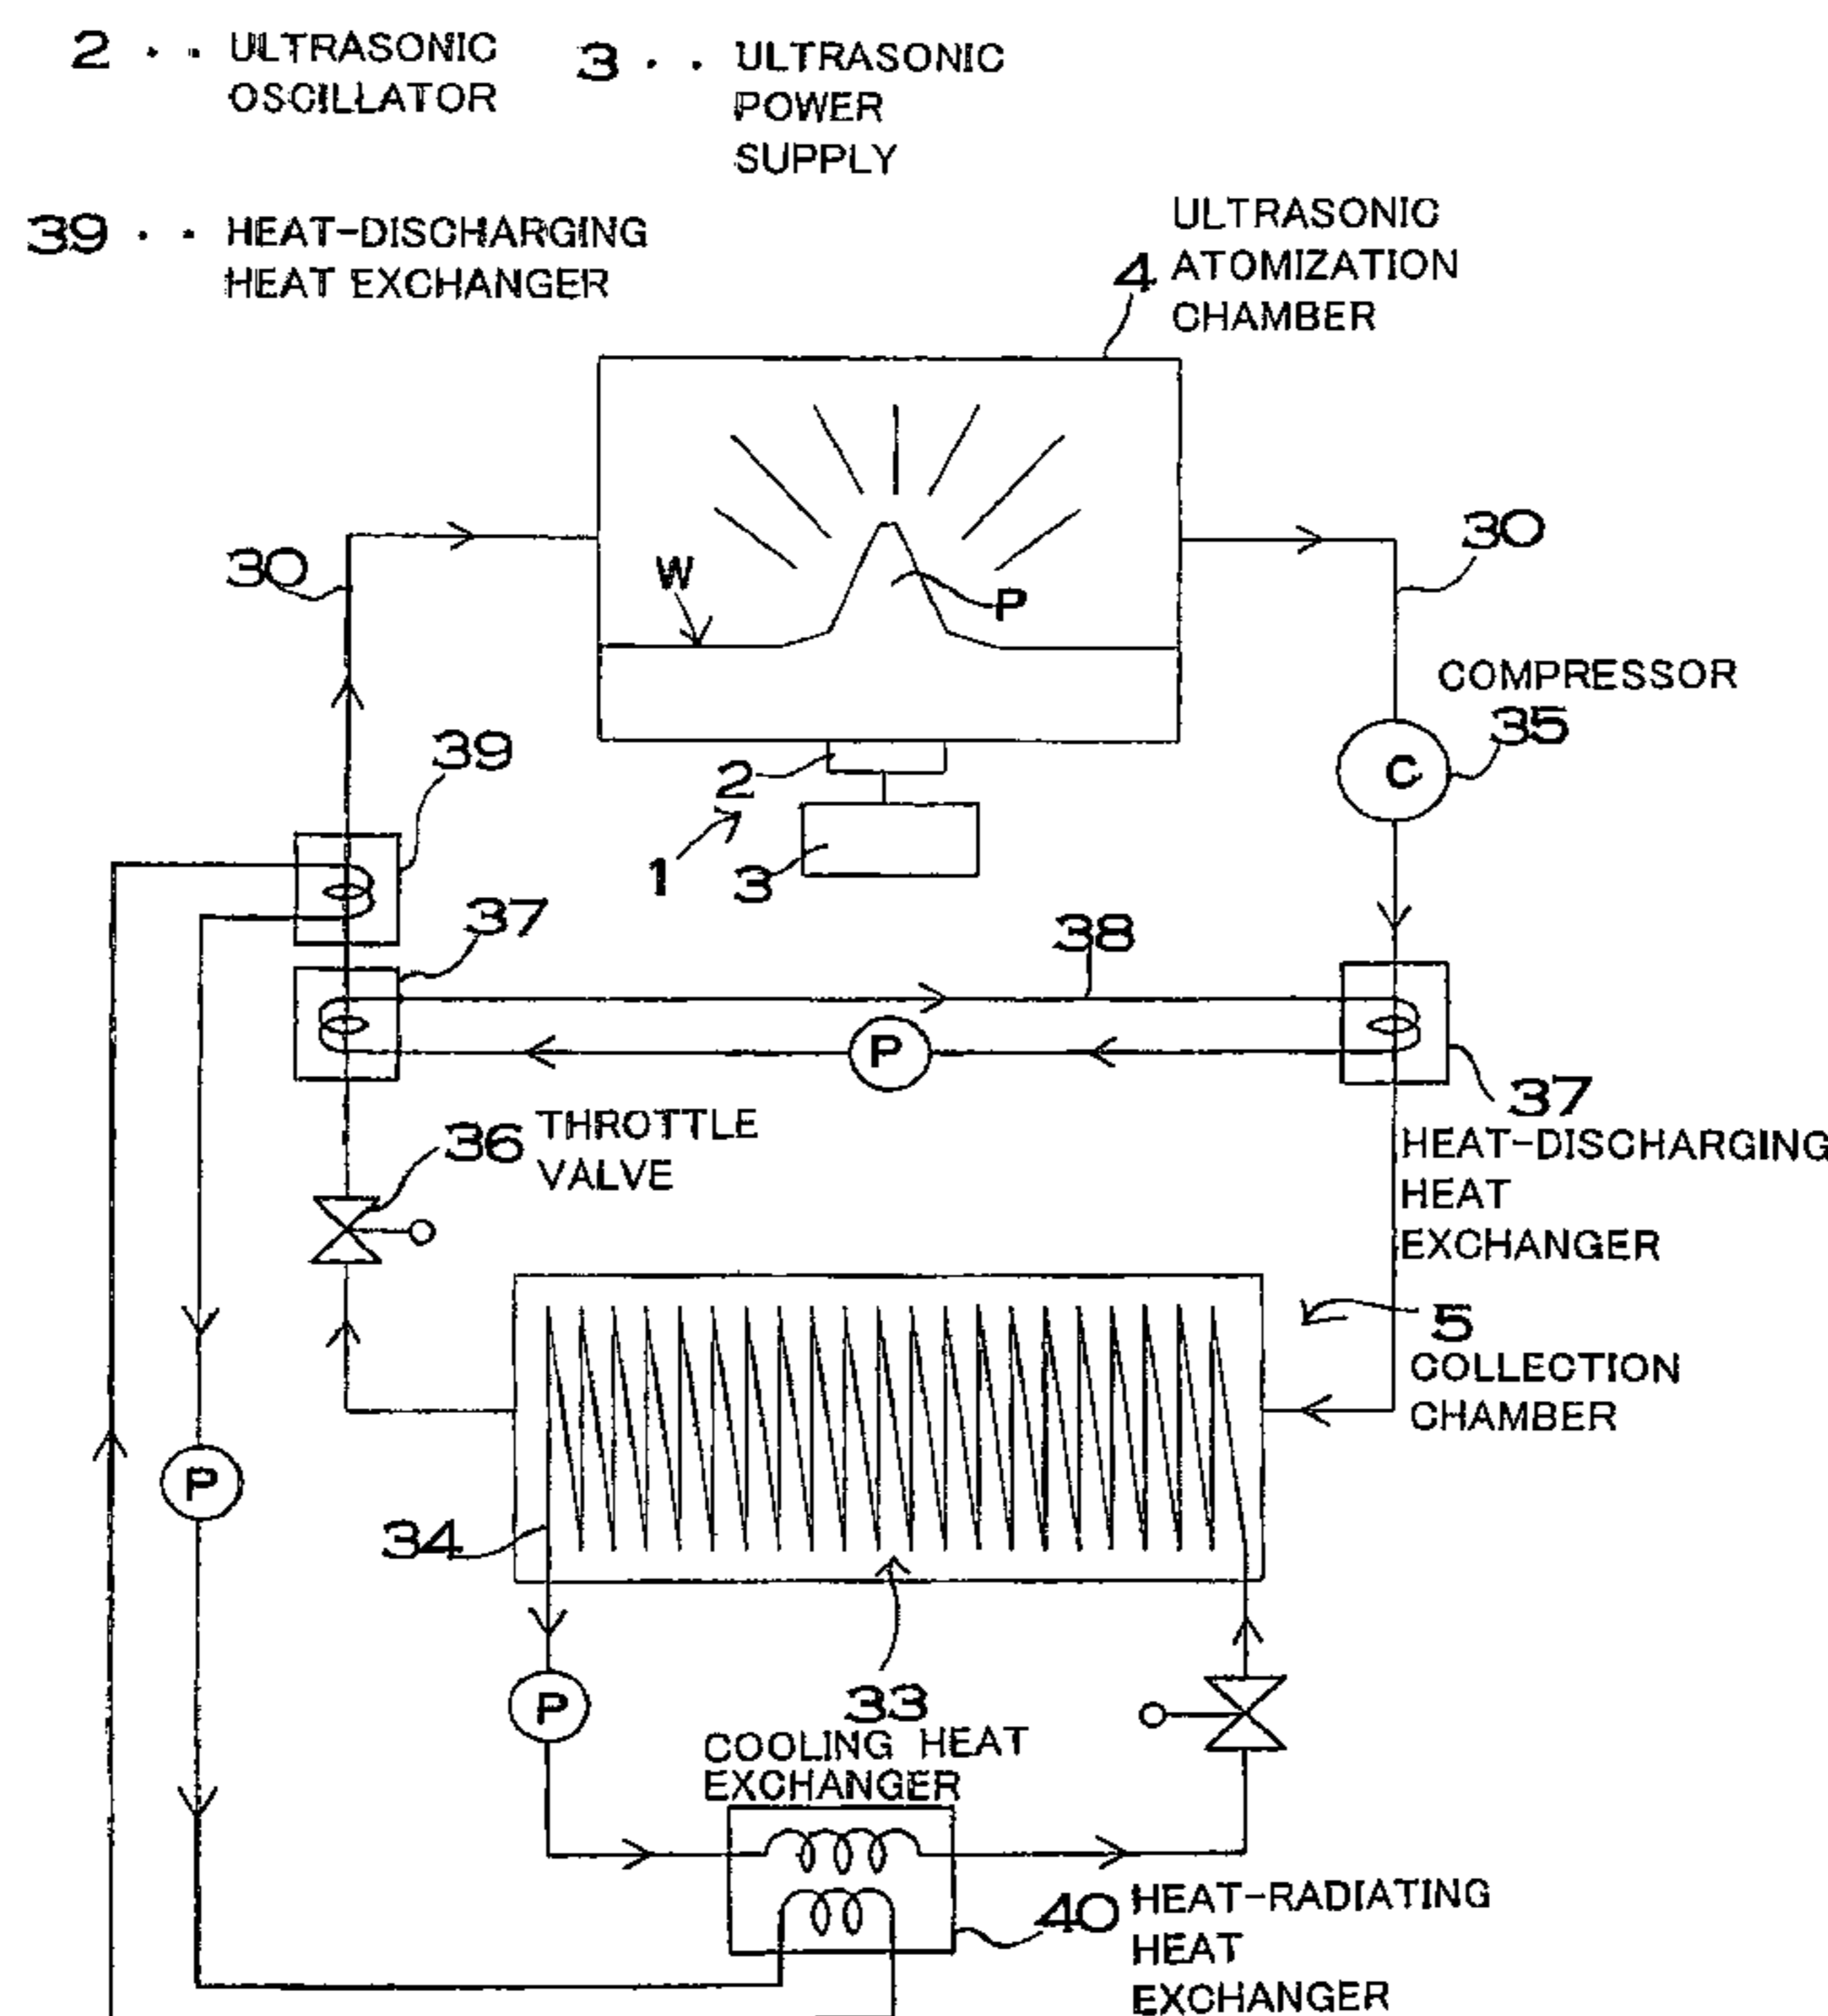 2 ·· ULTRASONIC
OSCILLATOR
3 ·· ULTRASONIC
POWER
SUPPLY
39 ·· HEAT-DISCHARGING
HEAT EXCHANGER
ULTRASONIC
4 ATOMIZATION
CHAMBER
30
W
P
30
COMPRESSOR
35
C
39
2
1
3
37
38
P
37
HEAT-DISCHARGING
HEAT
EXCHANGER
36 THROTTLE
VALVE
5
COLLECTION
CHAMBER
P
34
P
33
COOLING HEAT
EXCHANGER
40 HEAT-RADIATING
HEAT
EXCHANGER